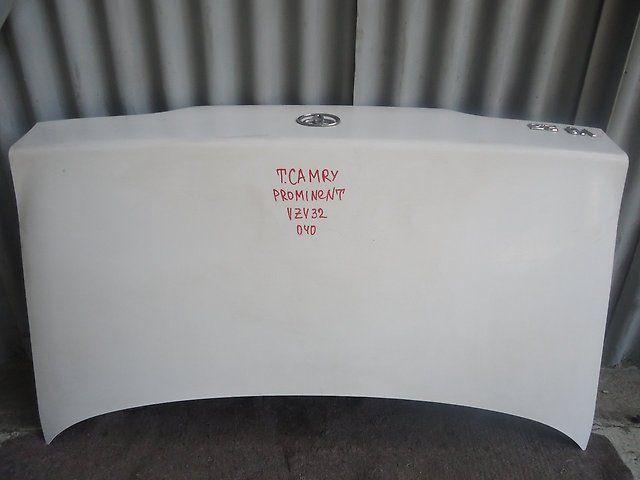 T.CAMRY
PROMINENT
VZV32
040